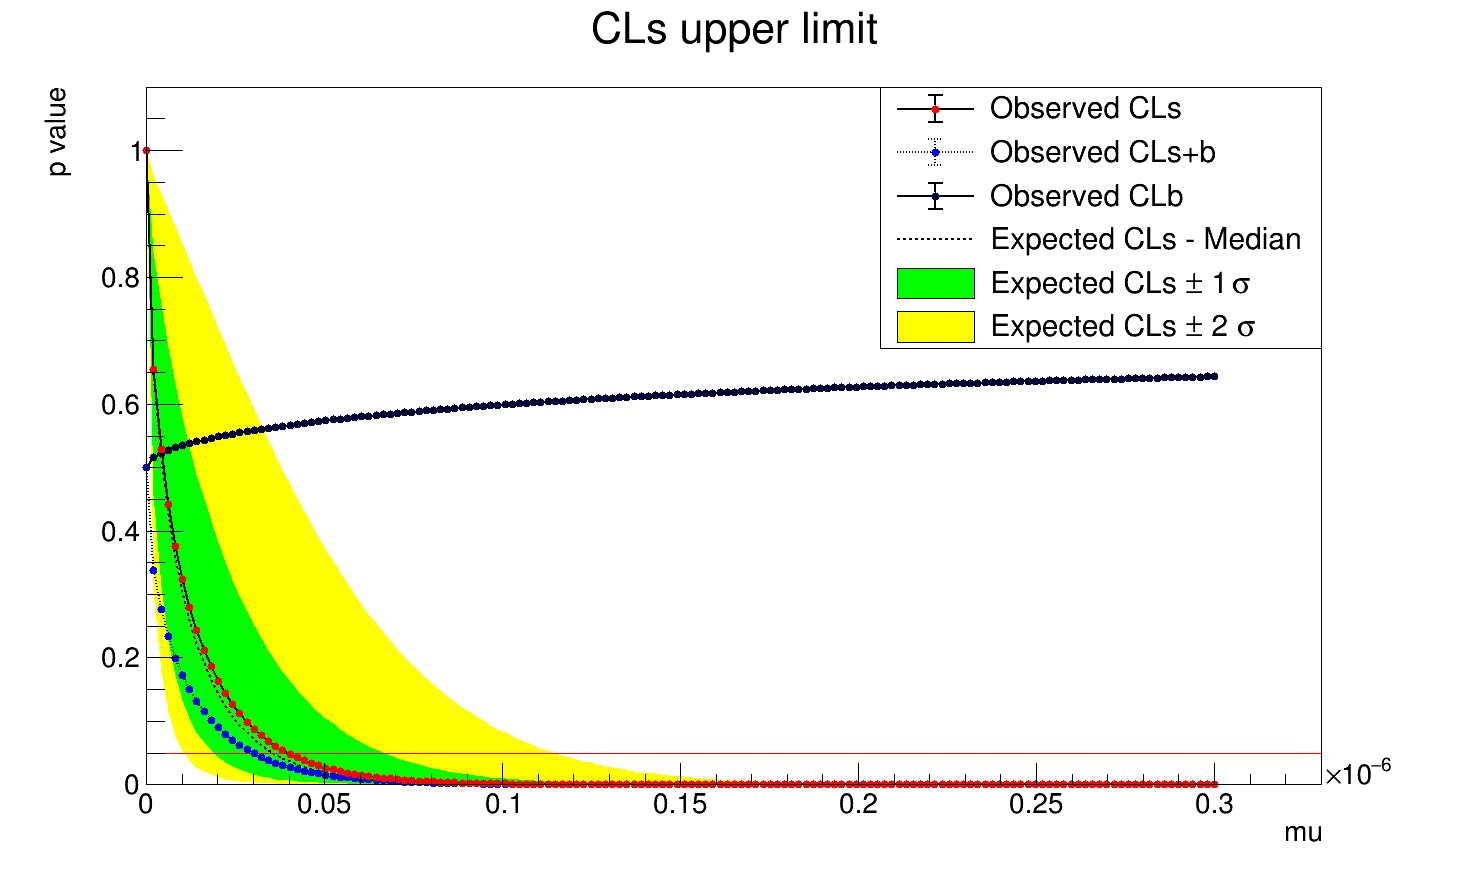 CLs upper limit
p value
Observed CLs
Observed CLs+b
Observed CLb
Expected CLs - Median
Expected CLs ± 1 σ
Expected CLs ± 2 σ
1
0.8
0.6
0.4
0.2
0
0 0.05 0.1 0.15 0.2 0.25 0.3
×10⁻⁶
mu